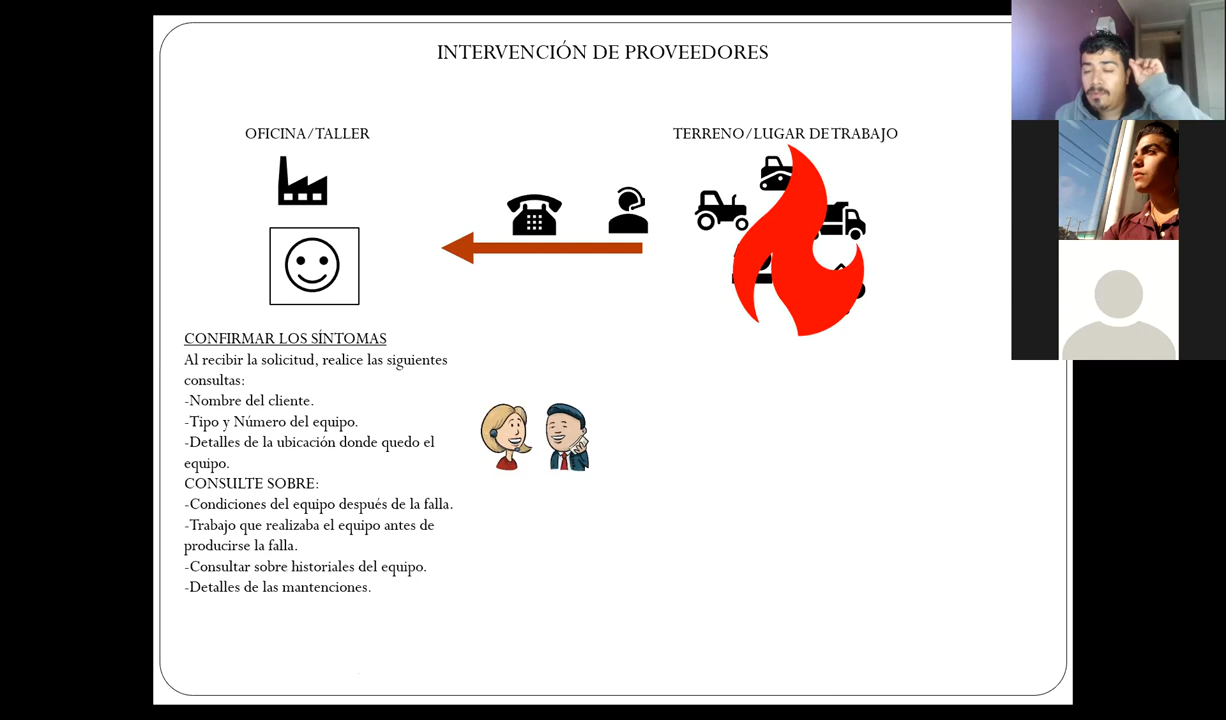 INTERVENCIÓN DE PROVEEDORES
OFICINA/TALLER
TERRENO/LUGAR DE TRABAJO
CONFIRMAR LOS SÍNTOMAS
Al recibir la solicitud, realice las siguientes
consultas:
-Nombre del cliente.
-Tipo y Número del equipo.
-Detalles de la ubicación donde quedo el
equipo.
CONSULTE SOBRE:
-Condiciones del equipo después de la falla.
-Trabajo que realizaba el equipo antes de
producirse la falla.
-Consultar sobre historiales del equipo.
-Detalles de las mantenciones.